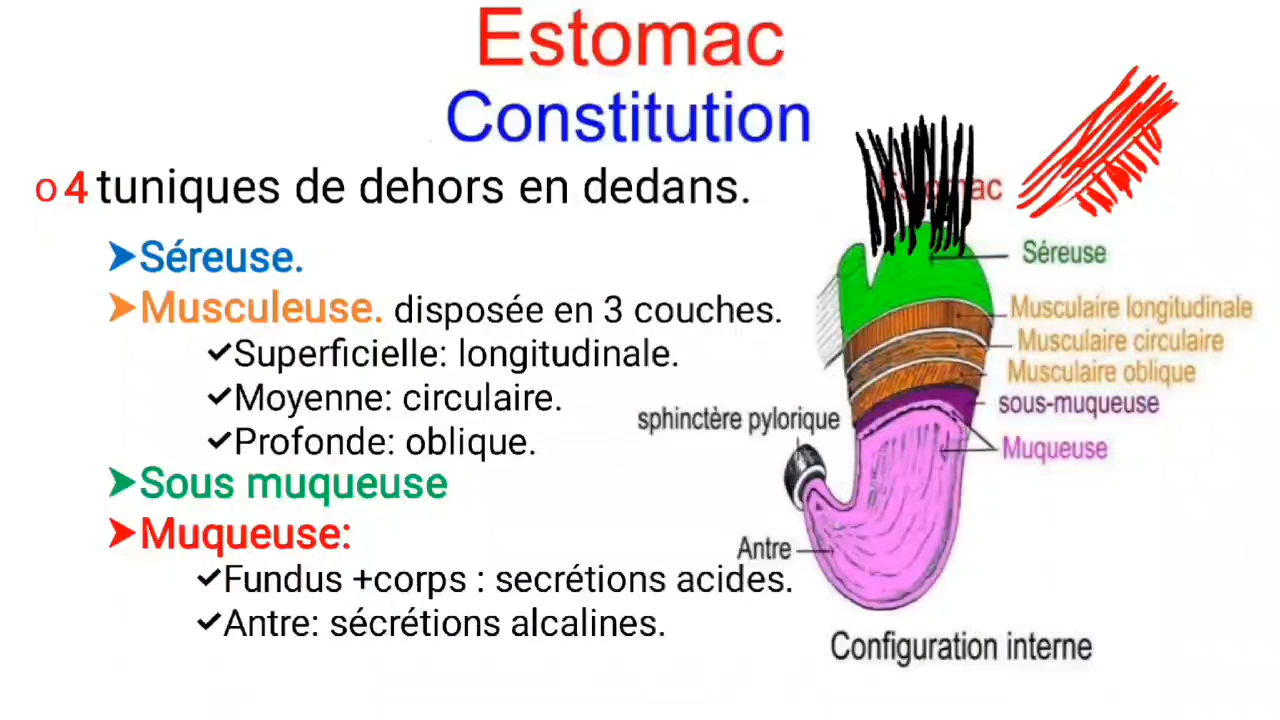 Estomac
Constitution
o 4 tuniques de dehors en dedans.
➤Séreuse.
➤Musculeuse. disposée en 3 couches.
✔Superficielle: longitudinale.
✔Moyenne: circulaire.
✔Profonde: oblique.
➤Sous muqueuse
➤Muqueuse:
✔Fundus +corps : secrétions acides.
✔Antre: sécrétions alcalines.
Estomac
Séreuse
Musculaire longitudinale
Musculaire circulaire
Musculaire oblique
sous-muqueuse
sphinctère pylorique
Muqueuse
Antre
Configuration interne